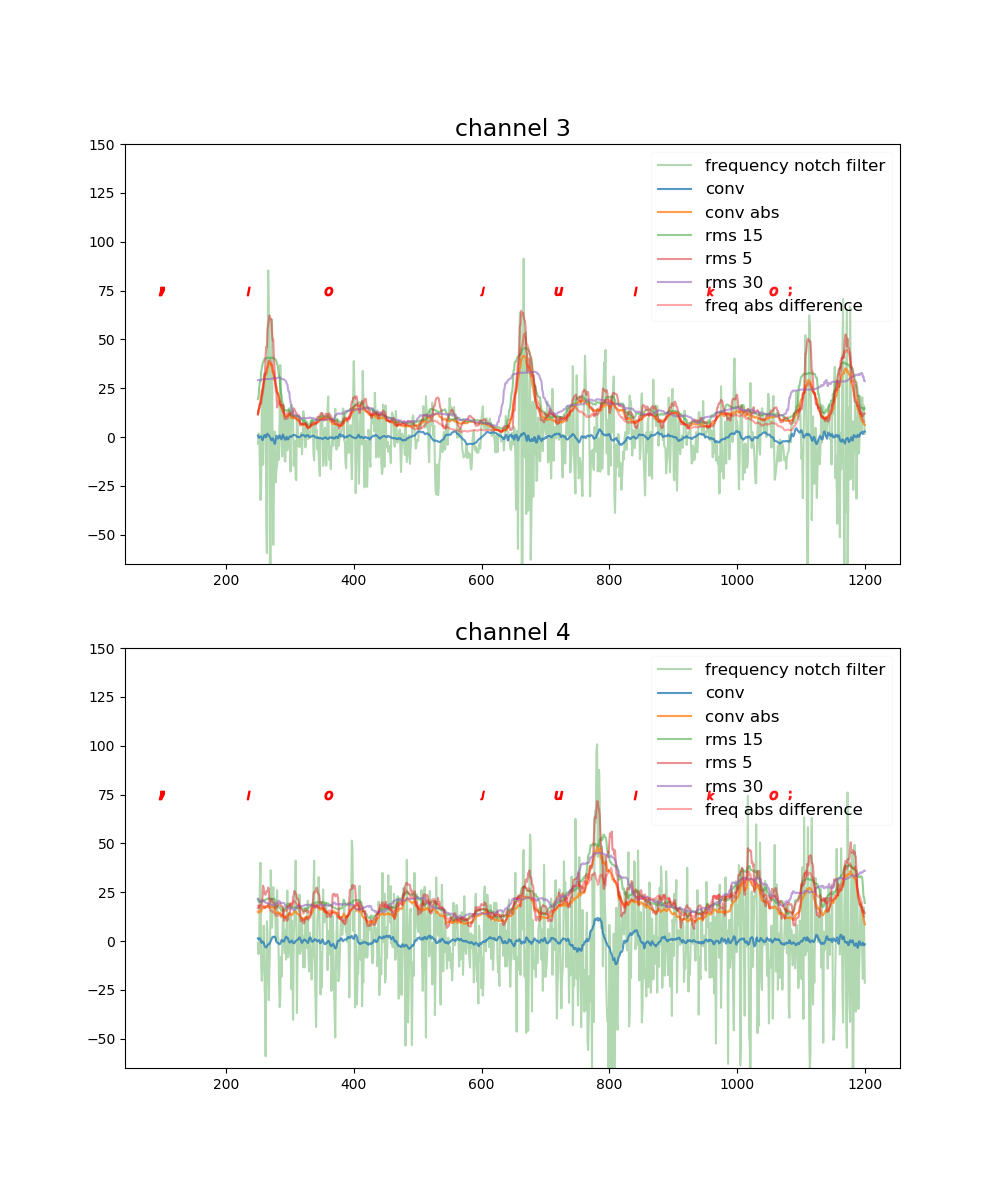 channel 3
150
125
100
75
50
25
0
−25
−50
frequency notch filter
conv
conv abs
rms 15
rms 5
rms 30
freq abs difference
l o J u l k o ;
200 400 600 800 1000 1200
channel 4
150
125
100
75
50
25
0
−25
−50
frequency notch filter
conv
conv abs
rms 15
rms 5
rms 30
freq abs difference
l o J u l k o ;
200 400 600 800 1000 1200